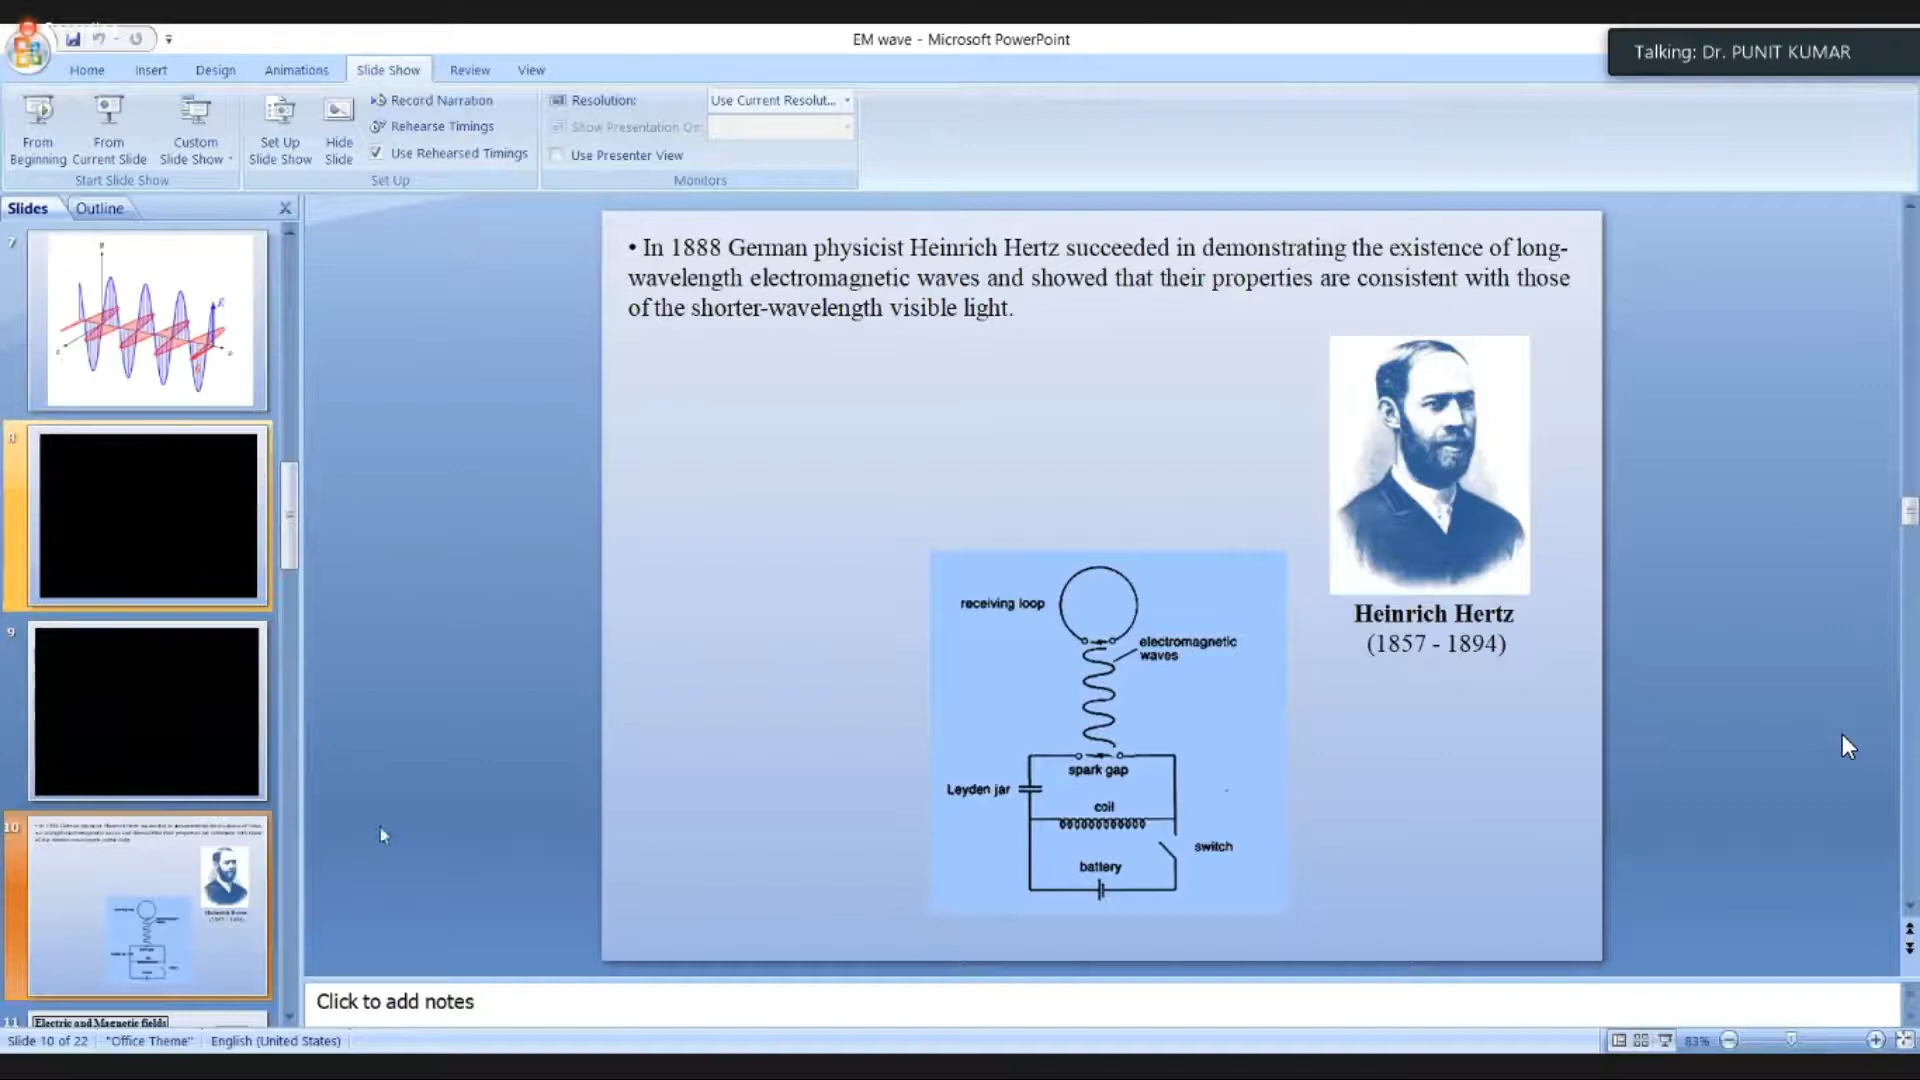 EM wave - Microsoft PowerPoint
Talking: Dr. PUNIT KUMAR
Home Insert Design Animations Slide Show Review View
From Beginning
From Current Slide
Custom Slide Show
Start Slide Show
Set Up Slide Show
Hide Slide
Record Narration
Rehearse Timings
Use Rehearsed Timings
Set Up
Resolution: Use Current Resolut...
Show Presentation On:
Use Presenter View
Monitors
Slides Outline X
7
8
9
10
11
Electric and Magnetic fields
• In 1888 German physicist Heinrich Hertz succeeded in demonstrating the existence of long-
wavelength electromagnetic waves and showed that their properties are consistent with those
of the shorter-wavelength visible light.
Heinrich Hertz
(1857 - 1894)
receiving loop
electromagnetic
waves
spark gap
Leyden jar
coil
switch
battery
Click to add notes
Slide 10 of 22 "Office Theme" English (United States) 83%